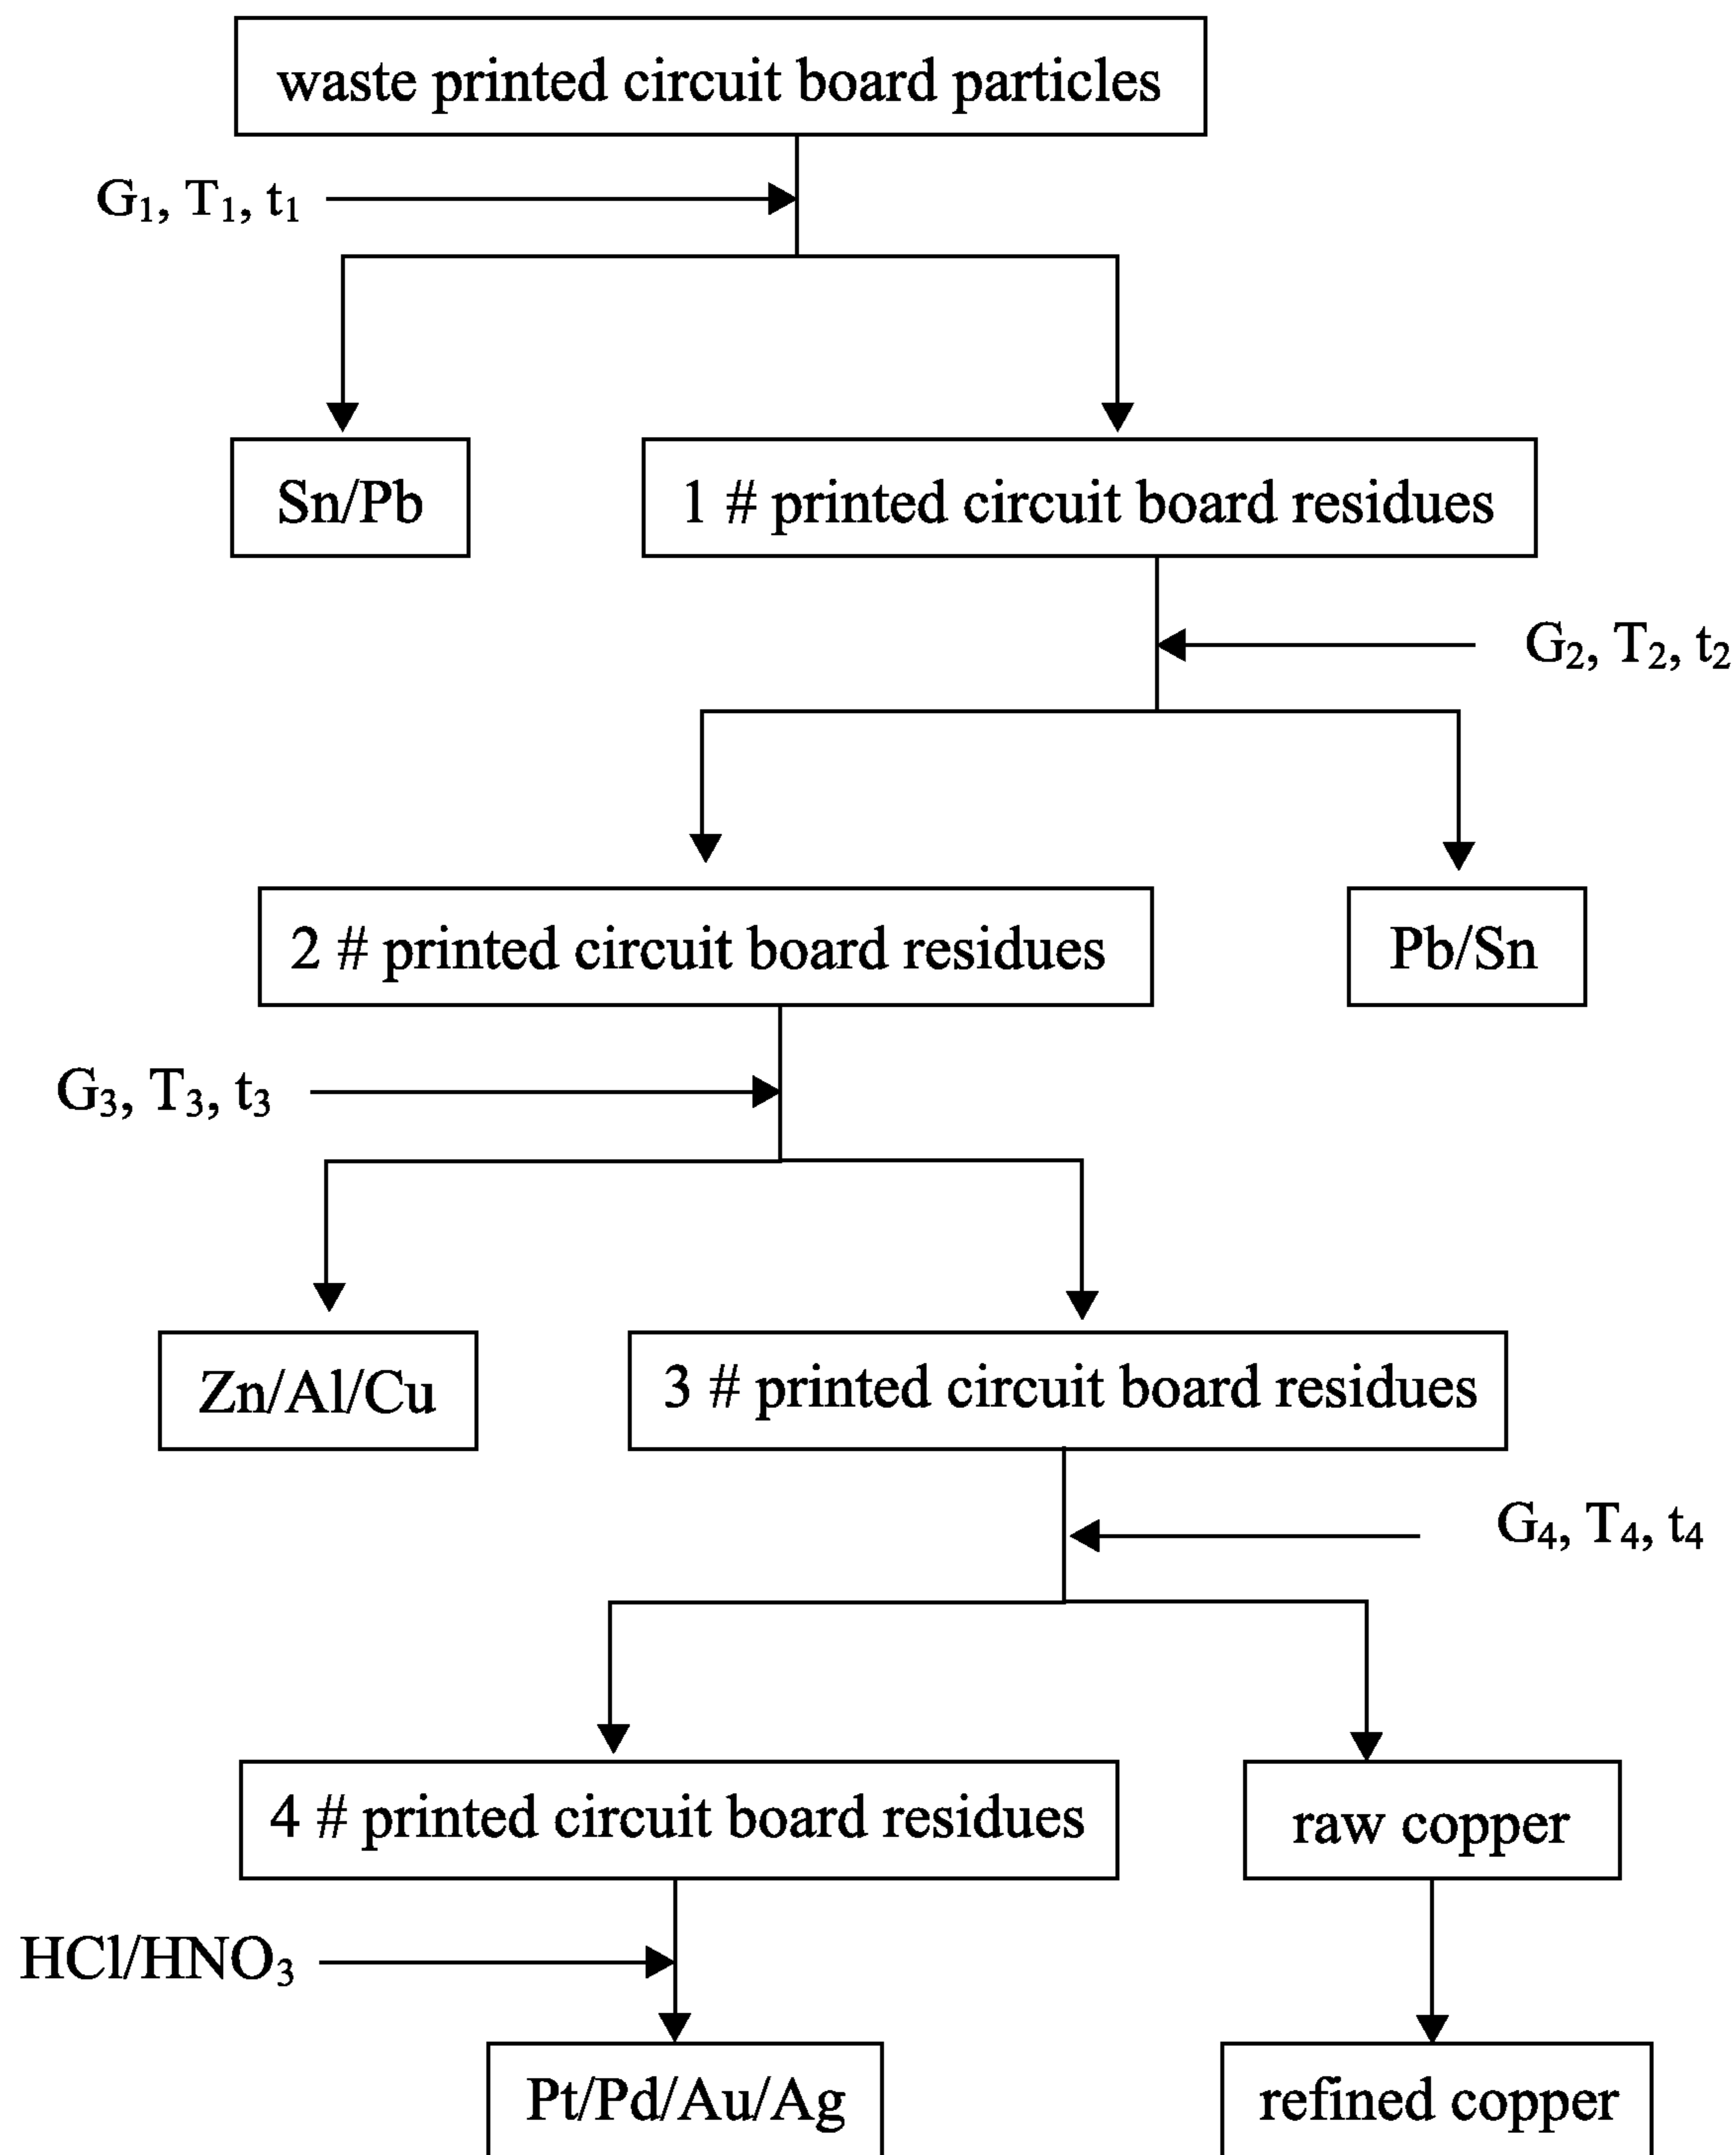 waste printed circuit board particles
G₁, T₁, t₁
Sn/Pb
1 # printed circuit board residues
G₂, T₂, t₂
2 # printed circuit board residues
Pb/Sn
G₃, T₃, t₃
Zn/Al/Cu
3 # printed circuit board residues
G₄, T₄, t₄
4 # printed circuit board residues
raw copper
HCl/HNO₃
Pt/Pd/Au/Ag
refined copper